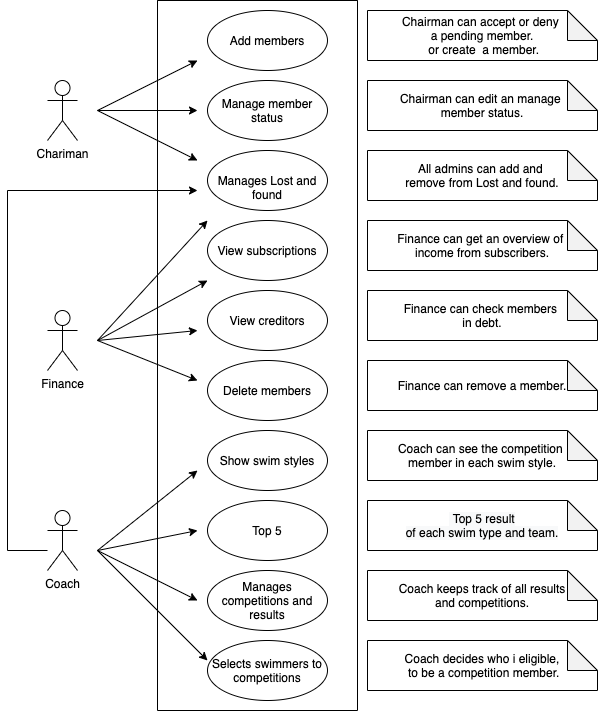 Add members
Chairman can accept or deny
a pending member.
or create  a member.
Chariman
Manage member
status
Chairman can edit an manage
member status.
Manages Lost and
found
All admins can add and
remove from Lost and found.
View subscriptions
Finance can get an overview of
income from subscribers.
Finance
View creditors
Finance can check members
in debt.
Delete members
Finance can remove a member.
Show swim styles
Coach can see the competition
member in each swim style.
Coach
Top 5
Top 5 result
of each swim type and team.
Manages
competitions and
results
Coach keeps track of all results
and competitions.
Selects swimmers to
competitions
Coach decides who i eligible,
to be a competition member.